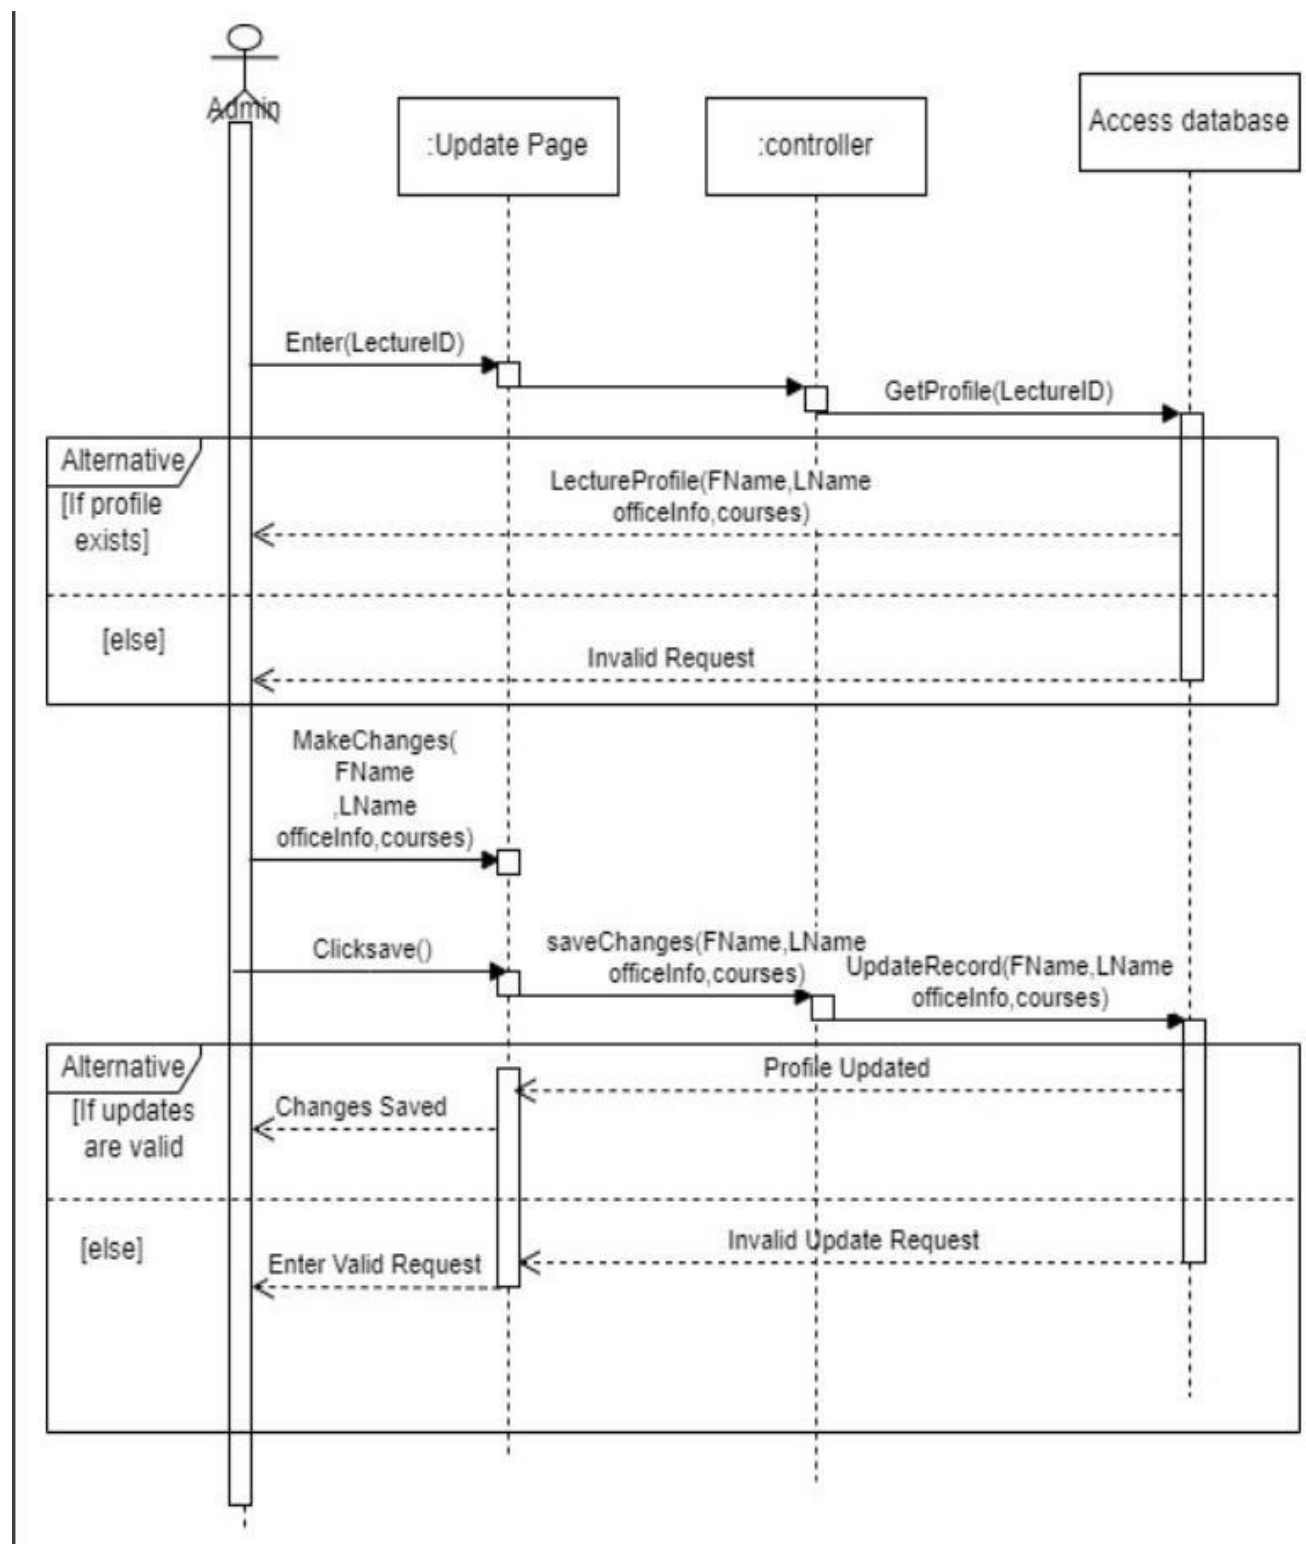 Admin
:Update Page
:controller
Access database
Enter(LectureID)
GetProfile(LectureID)
Alternative
[If profile
exists]
LectureProfile(FName,LName
officeInfo,courses)
[else]
Invalid Request
MakeChanges(
FName
,LName
officeInfo,courses)
Clicksave()
saveChanges(FName,LName
officeInfo,courses)
UpdateRecord(FName,LName
officeInfo,courses)
Alternative
[If updates
are valid
Profile Updated
Changes Saved
[else]
Invalid Update Request
Enter Valid Request